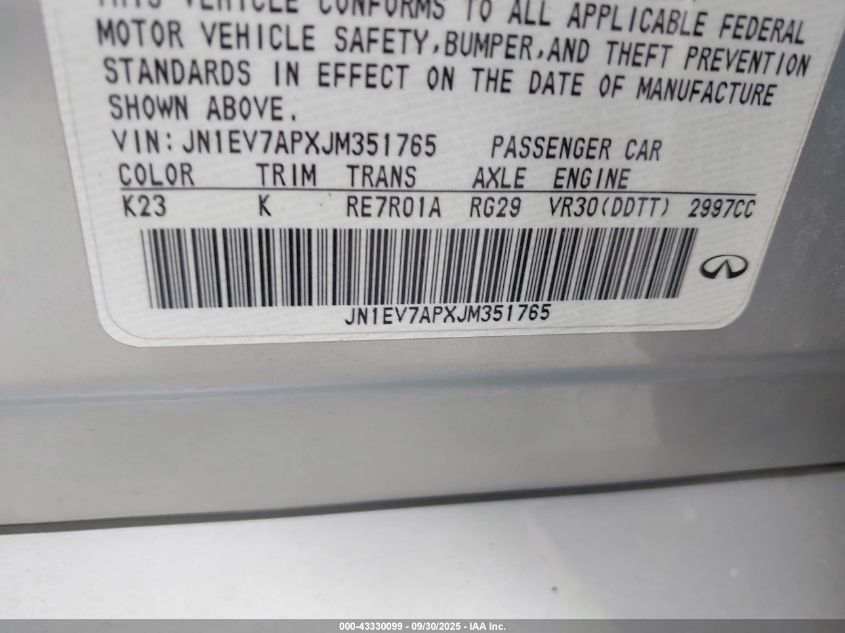 THIS VEHICLE CONFORMS TO ALL APPLICABLE FEDERAL
MOTOR VEHICLE SAFETY, BUMPER, AND THEFT PREVENTION
STANDARDS IN EFFECT ON THE DATE OF MANUFACTURE
SHOWN ABOVE.
VIN: JN1EV7APXJM351765 PASSENGER CAR
COLOR TRIM TRANS AXLE ENGINE
K23 K RE7R01A RG29 VR30(DDTT) 2997CC
JN1EV7APXJM351765
000-43330099 - 09/30/2025 - IAA Inc.